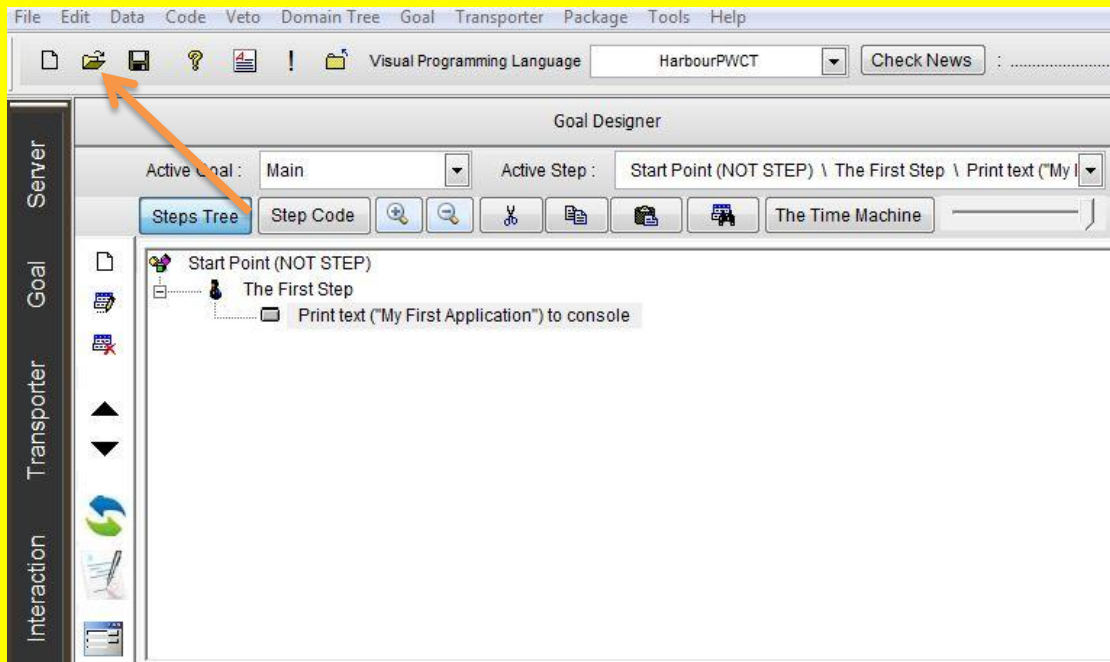 File Edit Data Code Veto Domain Tree Goal Transporter Package Tools Help
Visual Programming Language HarbourPWCT Check News : ........................
Goal Designer
Active Goal : Main Active Step : Start Point (NOT STEP) \ The First Step \ Print text ("My
Steps Tree Step Code The Time Machine
Start Point (NOT STEP)
The First Step
Print text ("My First Application") to console
Server
Goal
Transporter
Interaction